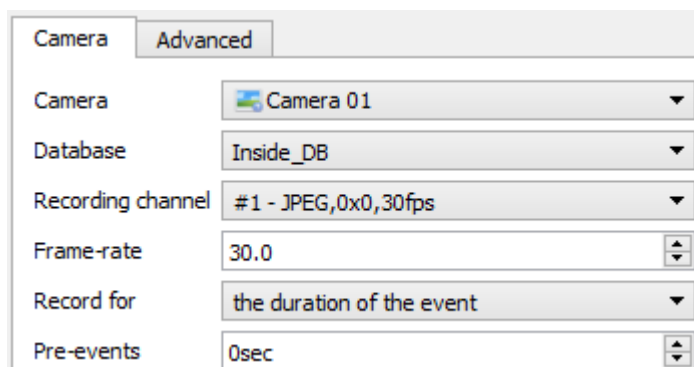 Camera Advanced
Camera Camera 01
Database Inside_DB
Recording channel #1 - JPEG,0x0,30fps
Frame-rate 30.0
Record for the duration of the event
Pre-events 0sec